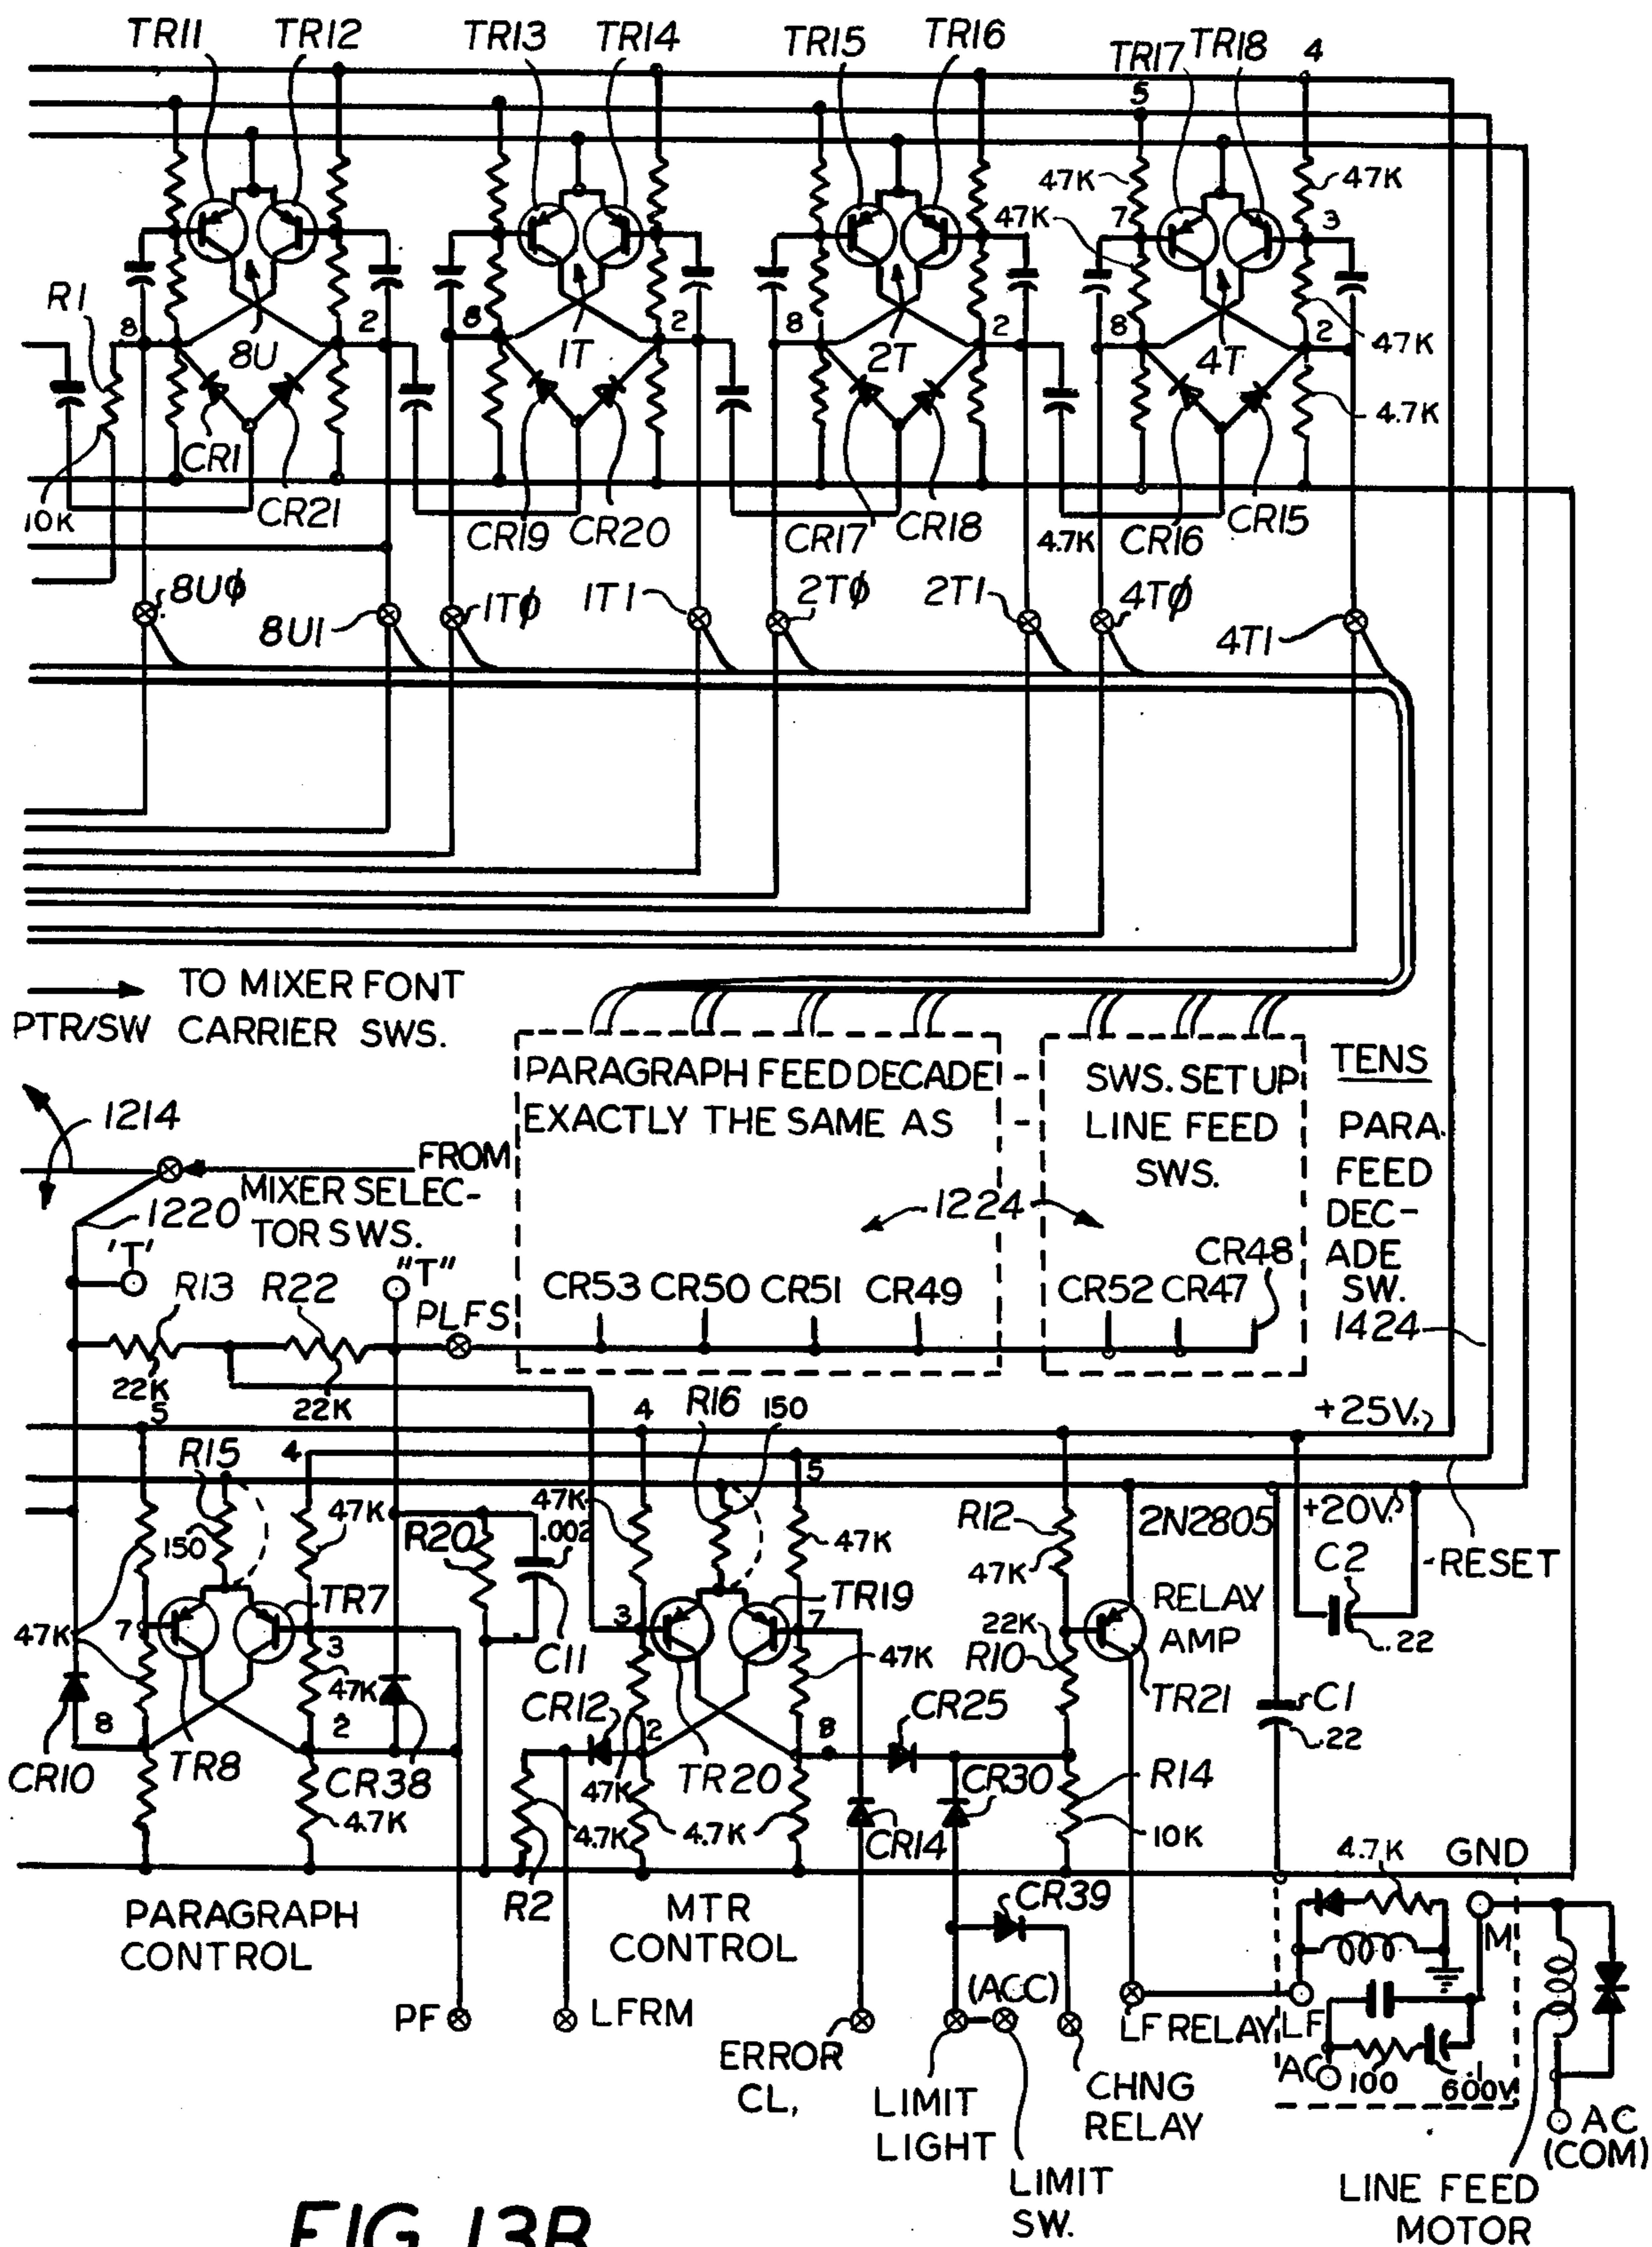 TR11 TR12 TR13 TR14 TR15 TR16 TR17 TR18 4
5
47K 47K
47K 7 3
R1
8 2 8 2 8 2 8 2
8U 1T 2T 4T
47K
4.7K
CR1
10K CR21 CR19 CR20 CR17 CR18 4.7K CR16 CR15
8UΦ 8U1 1TΦ 1T1 2TΦ 2T1 4TΦ 4T1
TO MIXER FONT
PTR/SW CARRIER SWS.
PARAGRAPH FEED DECADE - SWS. SET UP
EXACTLY THE SAME AS - LINE FEED
SWS.
TENS
PARA.
FEED
DEC-
ADE
SW.
1424
1214
FROM
MIXER SELEC-
TOR SWS.
1220
1224
'T' R13 R22 "T"
PLFS
CR53 CR50 CR51 CR49 CR52 CR47 CR48
22K 22K
5 R15 4 4 R16 150 5
+25V.
150 47K R20 .002 47K 47K R12 47K 2N2805 +20V. C2 RESET
.22
TR7 TR19 RELAY
AMP
47K 7 3 3 7 22K
R10
C11 47K TR21
47K
8 2 CR12 2 8 CR25 C1
.22
CR10 TR8 CR38 47K TR20 CR30 R14
4.7K 4.7K 4.7K CR14 10K
4.7K GND
PARAGRAPH
CONTROL
R2
MTR
CONTROL
CR39
M
(ACC)
PF LFRM
ERROR
CL,
LIMIT
LIGHT
LIMIT
SW.
CHNG
RELAY
LF RELAY LF
AC 100 .1
600V
AC
(COM)
LINE FEED
MOTOR
FIG. 13B